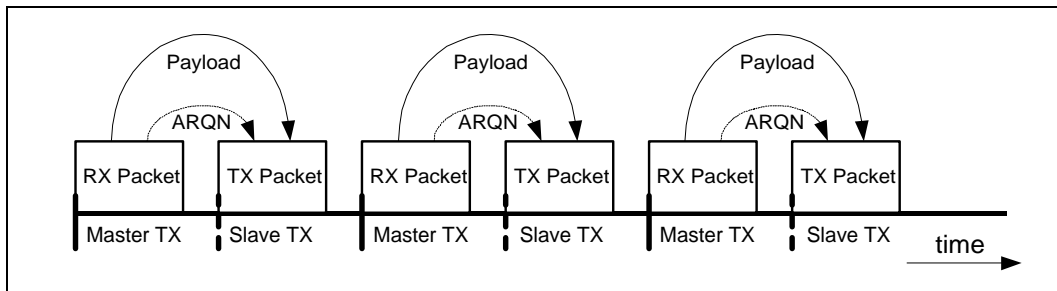 Payload Payload Payload
ARQN ARQN ARQN
RX Packet TX Packet RX Packet TX Packet RX Packet TX Packet
Master TX Slave TX Master TX Slave TX Master TX Slave TX
time